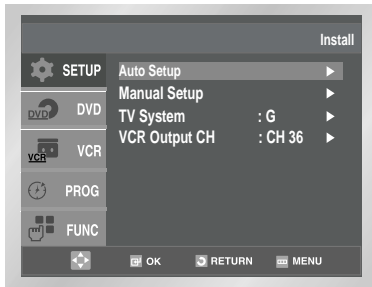 Install
SETUP
DVD DVD
VCR VCR
PROG
FUNC
Auto Setup
Manual Setup
TV System : G
VCR Output CH : CH 36
OK RETURN MENU